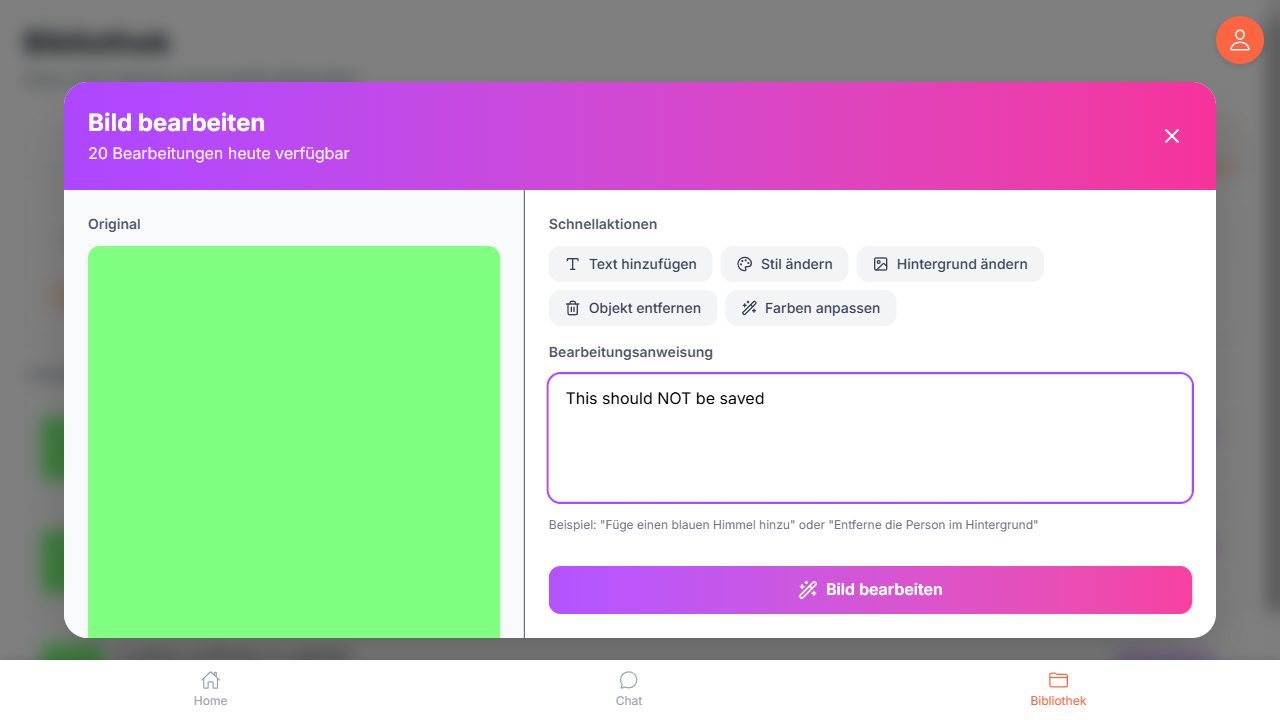 Bibliothek
Bild bearbeiten
20 Bearbeitungen heute verfügbar
Original
Schnellaktionen
Text hinzufügen
Stil ändern
Hintergrund ändern
Objekt entfernen
Farben anpassen
Bearbeitungsanweisung
This should NOT be saved
Beispiel: "Füge einen blauen Himmel hinzu" oder "Entferne die Person im Hintergrund"
Bild bearbeiten
Home
Chat
Bibliothek